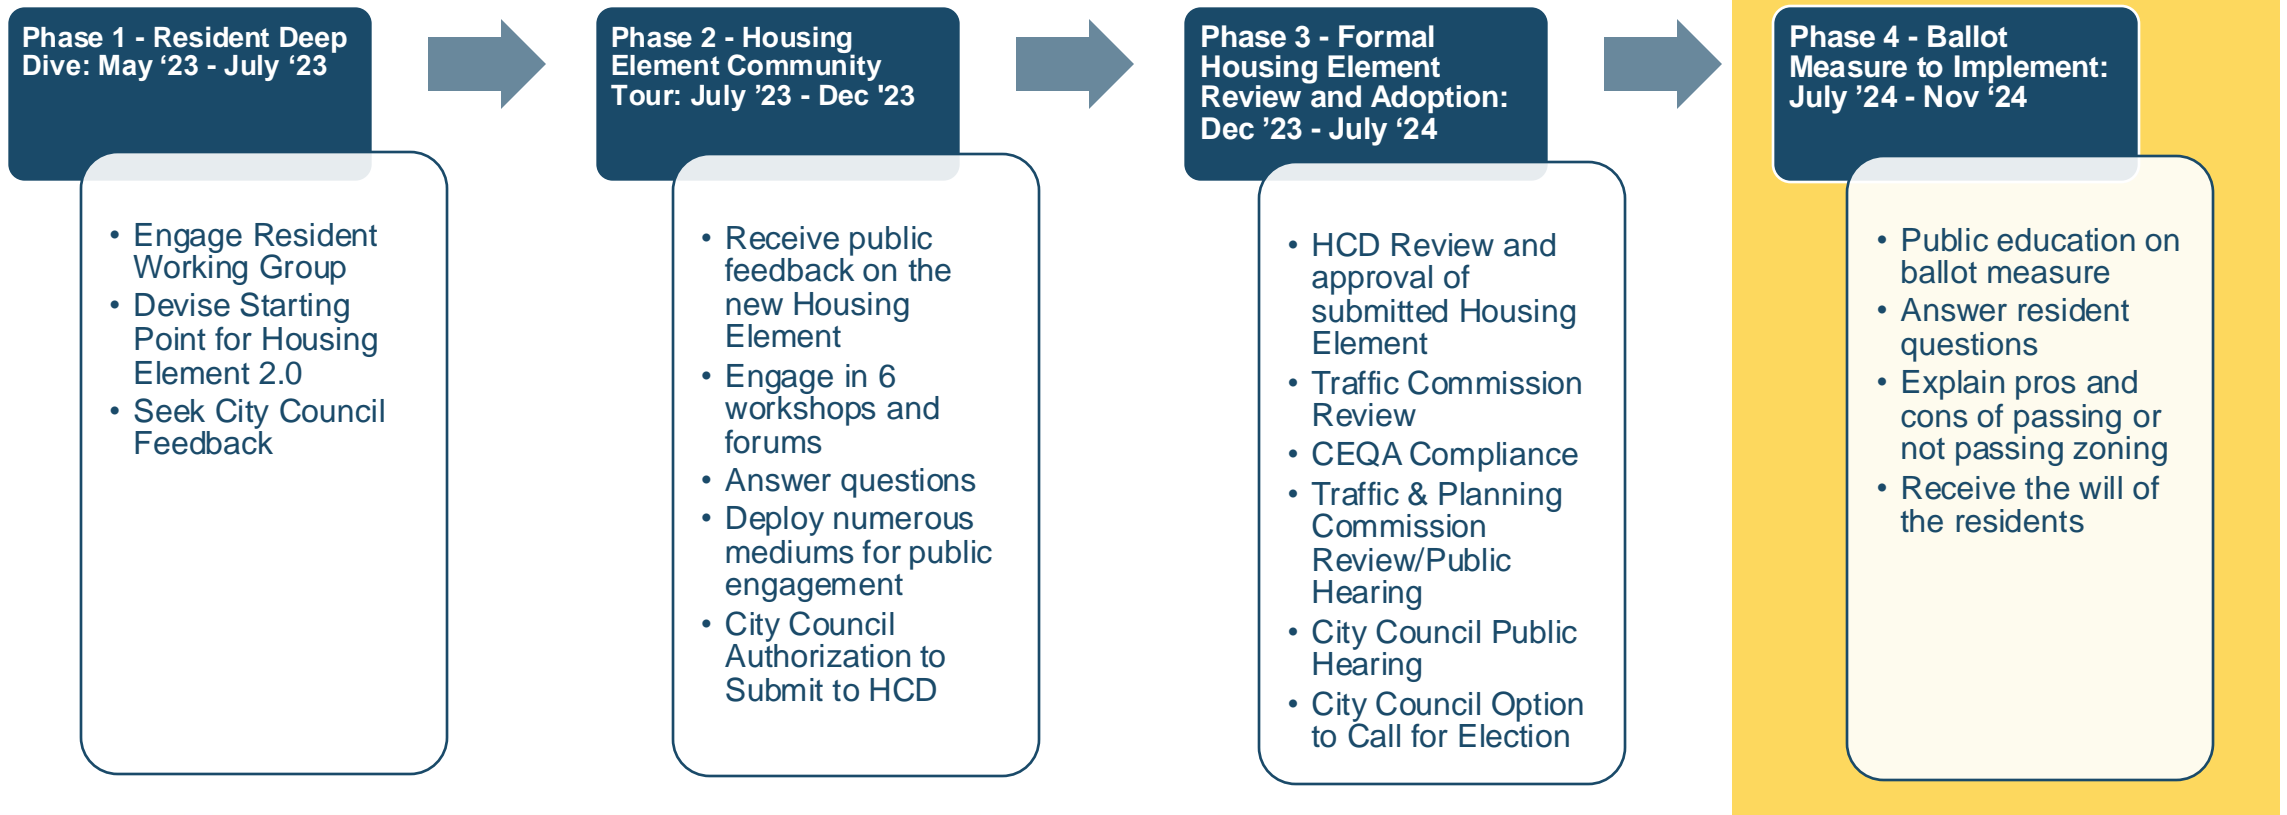 Phase 1 - Resident Deep
Dive: May ‘23 - July ‘23
• Engage Resident
Working Group
• Devise Starting
Point for Housing
Element 2.0
• Seek City Council
Feedback
Phase 2 - Housing
Element Community
Tour: July ’23 - Dec '23
• Receive public
feedback on the
new Housing
Element
• Engage in 6
workshops and
forums
• Answer questions
• Deploy numerous
mediums for public
engagement
• City Council
Authorization to
Submit to HCD
Phase 3 - Formal
Housing Element
Review and Adoption:
Dec ’23 - July ‘24
• HCD Review and
approval of
submitted Housing
Element
• Traffic Commission
Review
• CEQA Compliance
• Traffic & Planning
Commission
Review/Public
Hearing
• City Council Public
Hearing
• City Council Option
to Call for Election
Phase 4 - Ballot
Measure to Implement:
July ’24 - Nov ‘24
• Public education on
ballot measure
• Answer resident
questions
• Explain pros and
cons of passing or
not passing zoning
• Receive the will of
the residents